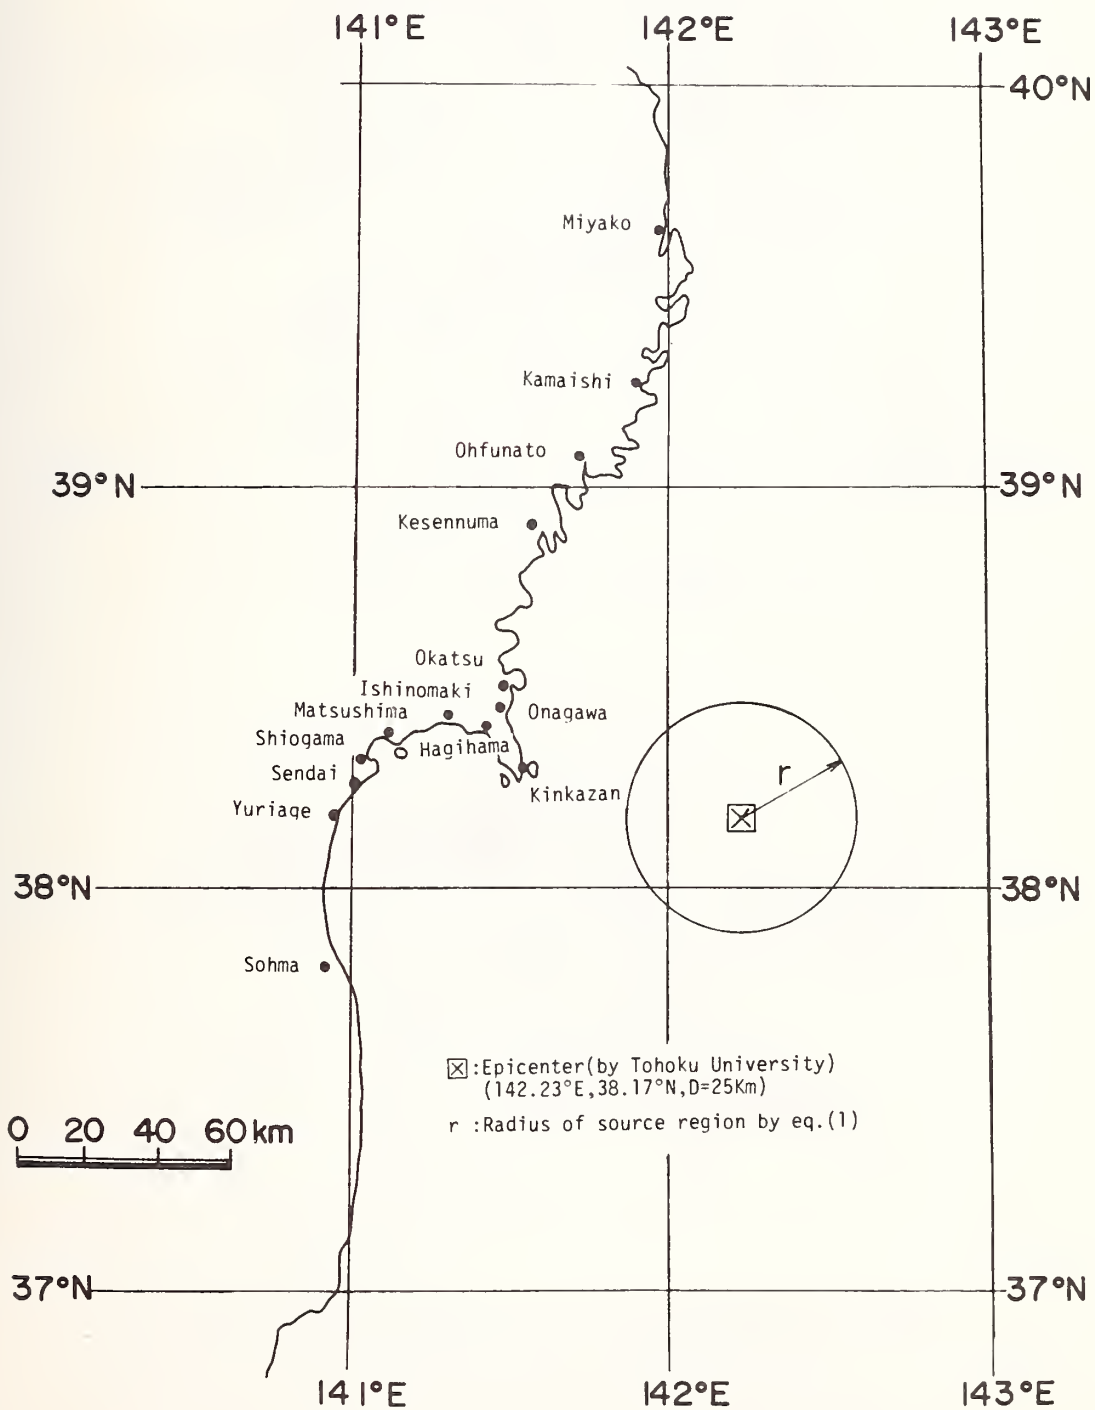 141°E 142°E 143°E
40°N
Miyako
Kamaishi
Ohfunato
39°N 39°N
Kesennuma
Okatsu
Ishinomaki
Matsushima Onagawa
Shiogama Hagihama
Sendai r
Kinkazan
Yuriage
38°N 38°N
Sohma
:Epicenter(by Tohoku University)
(142.23°E,38.17°N,D=25Km)
r :Radius of source region by eq.(1)
0 20 40 60 km
37°N 37°N
141°E 142°E 143°E